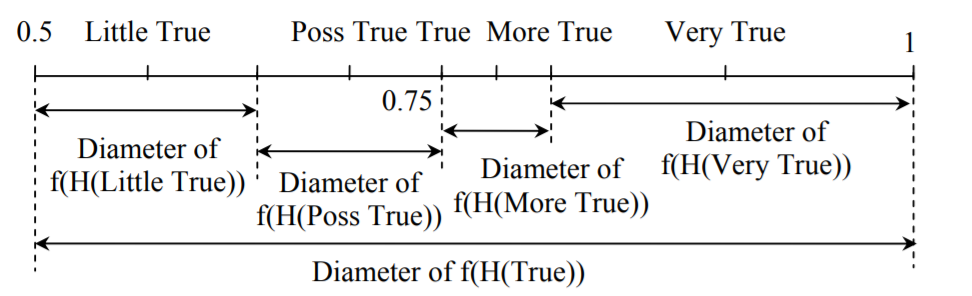 0.5 Little True Poss True True More True Very True 1
0.75
Diameter of
f(H(Little True))
Diameter of
f(H(Poss True))
Diameter of
f(H(More True))
Diameter of
f(H(Very True))
Diameter of f(H(True))